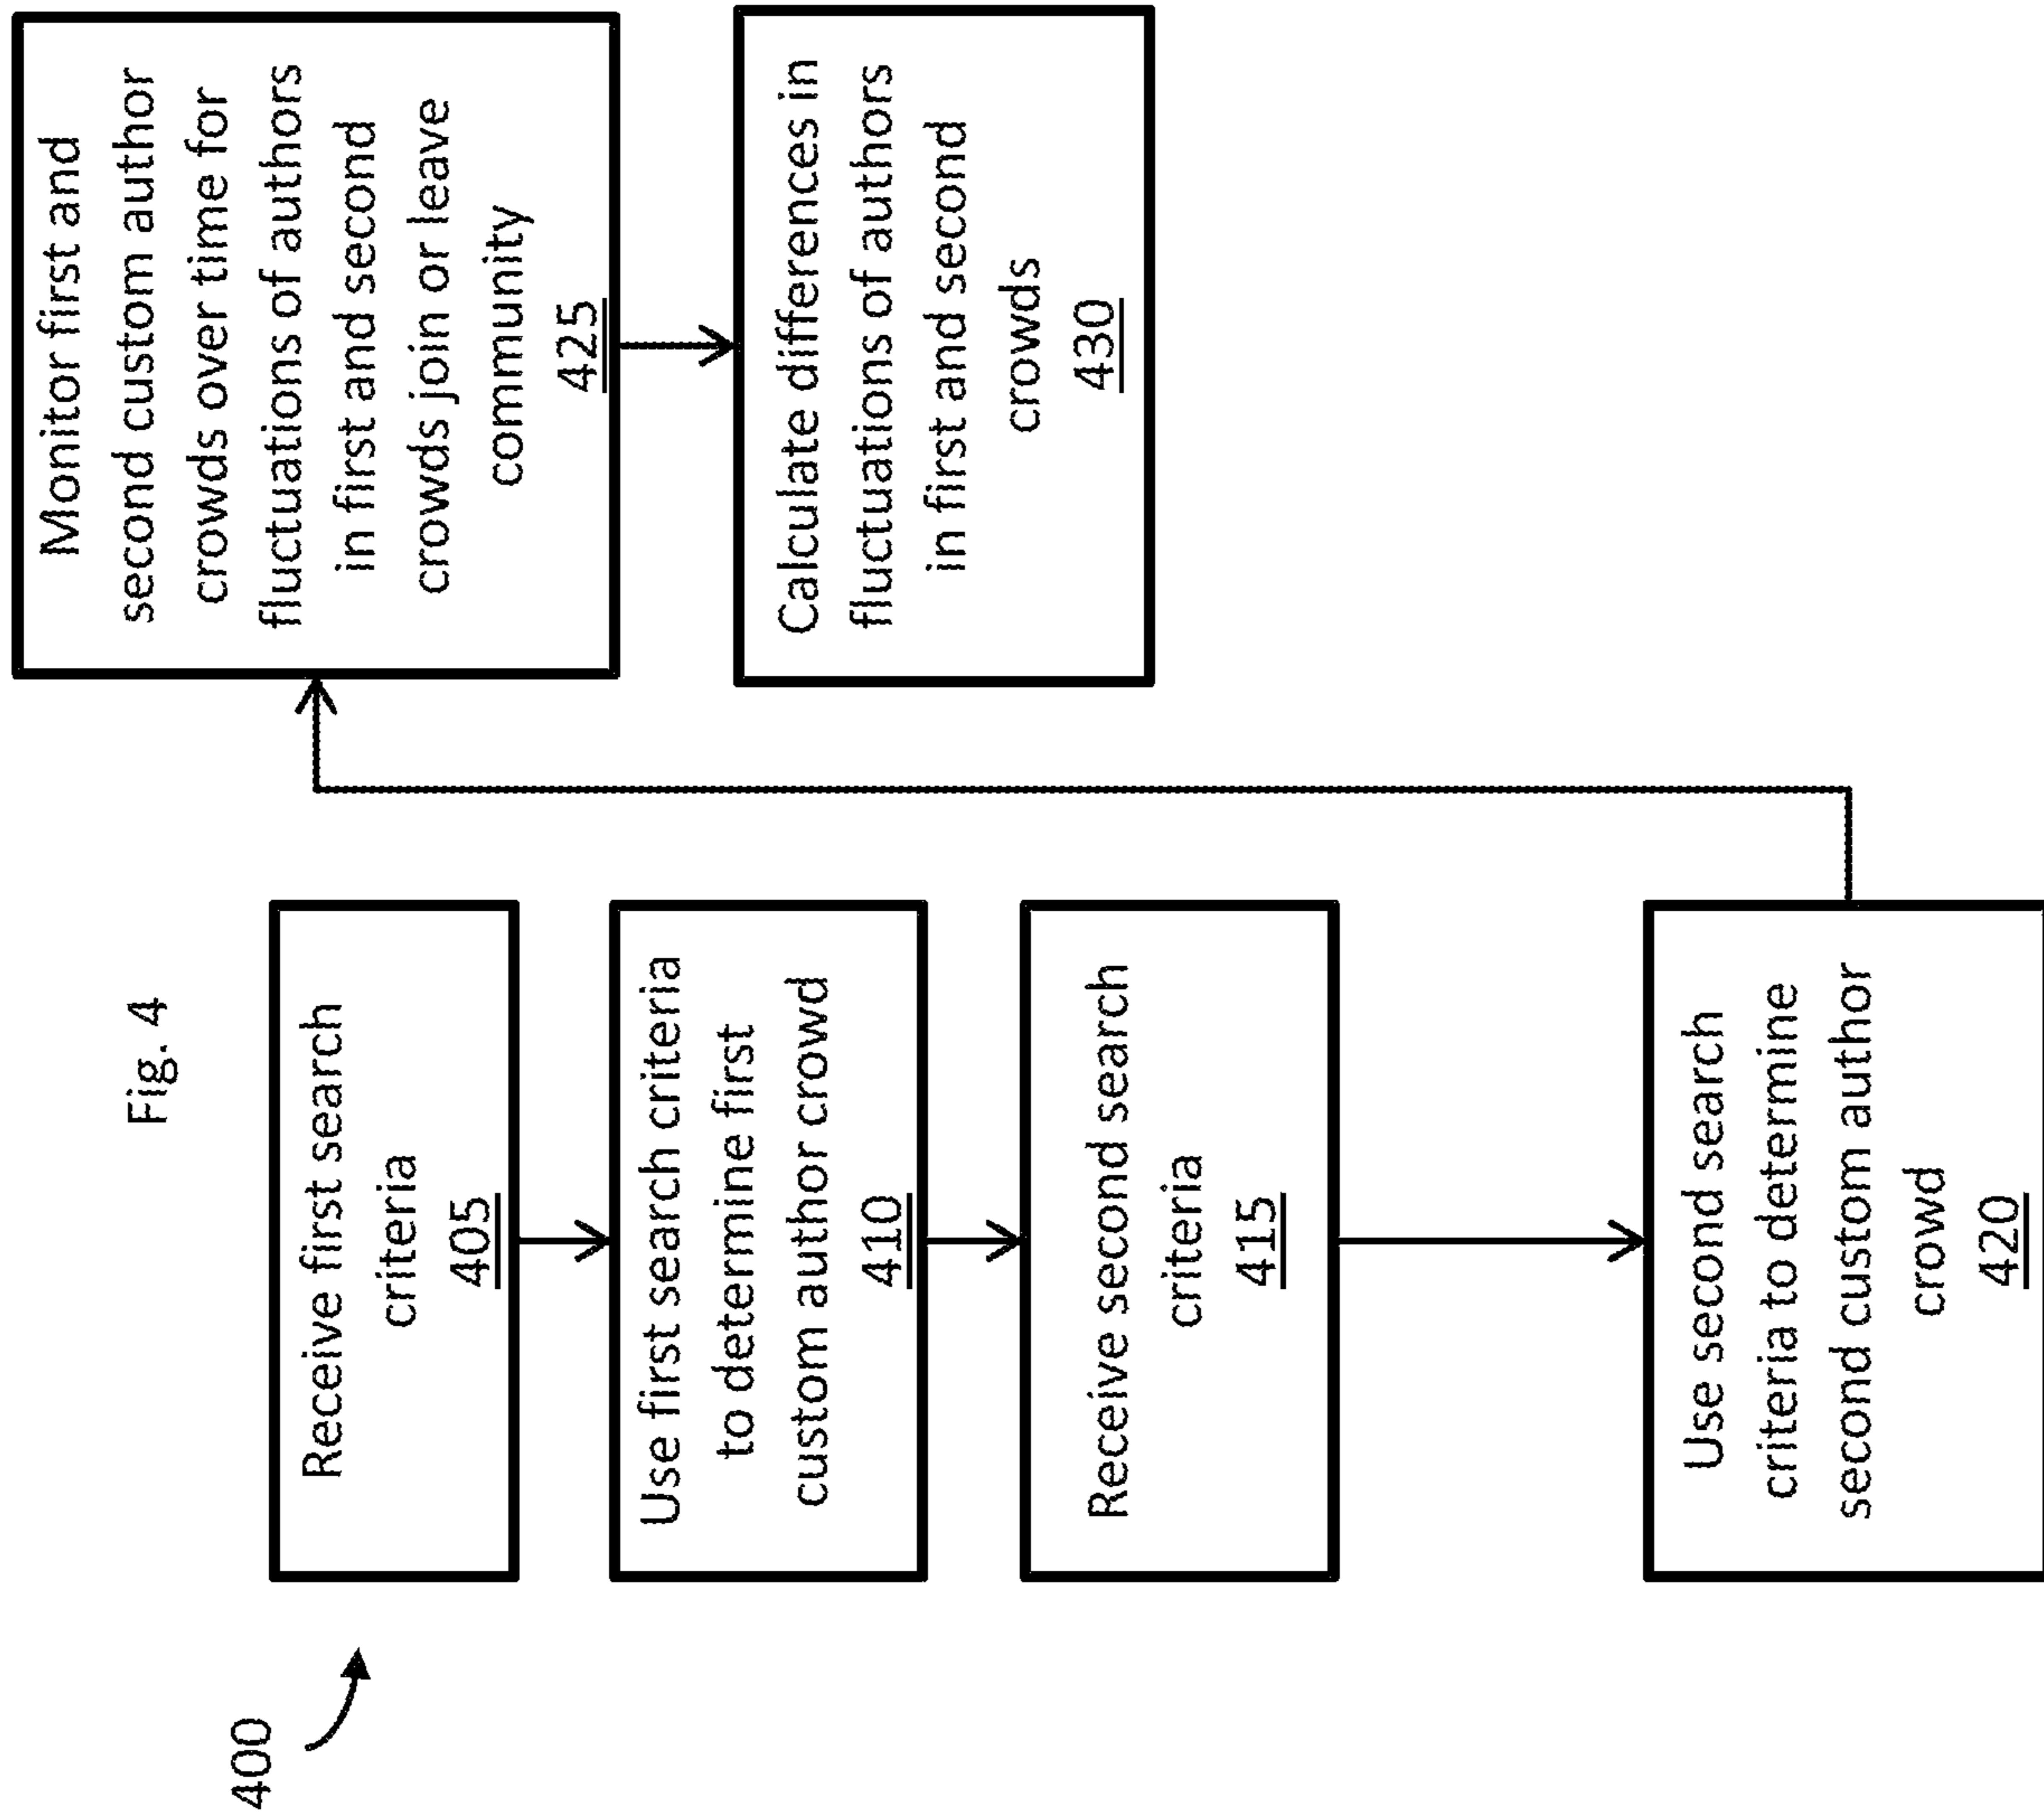 Fig. 4
400
Receive first search
criteria
405
Use first search criteria
to determine first
custom author crowd
410
Receive second search
criteria
415
Use second search
criteria to determine
second custom author
crowd
420
Monitor first and
second custom author
crowds over time for
fluctuations of authors
in first and second
crowds join or leave
community
425
Calculate differences in
fluctuations of authors
in first and second
crowds
430